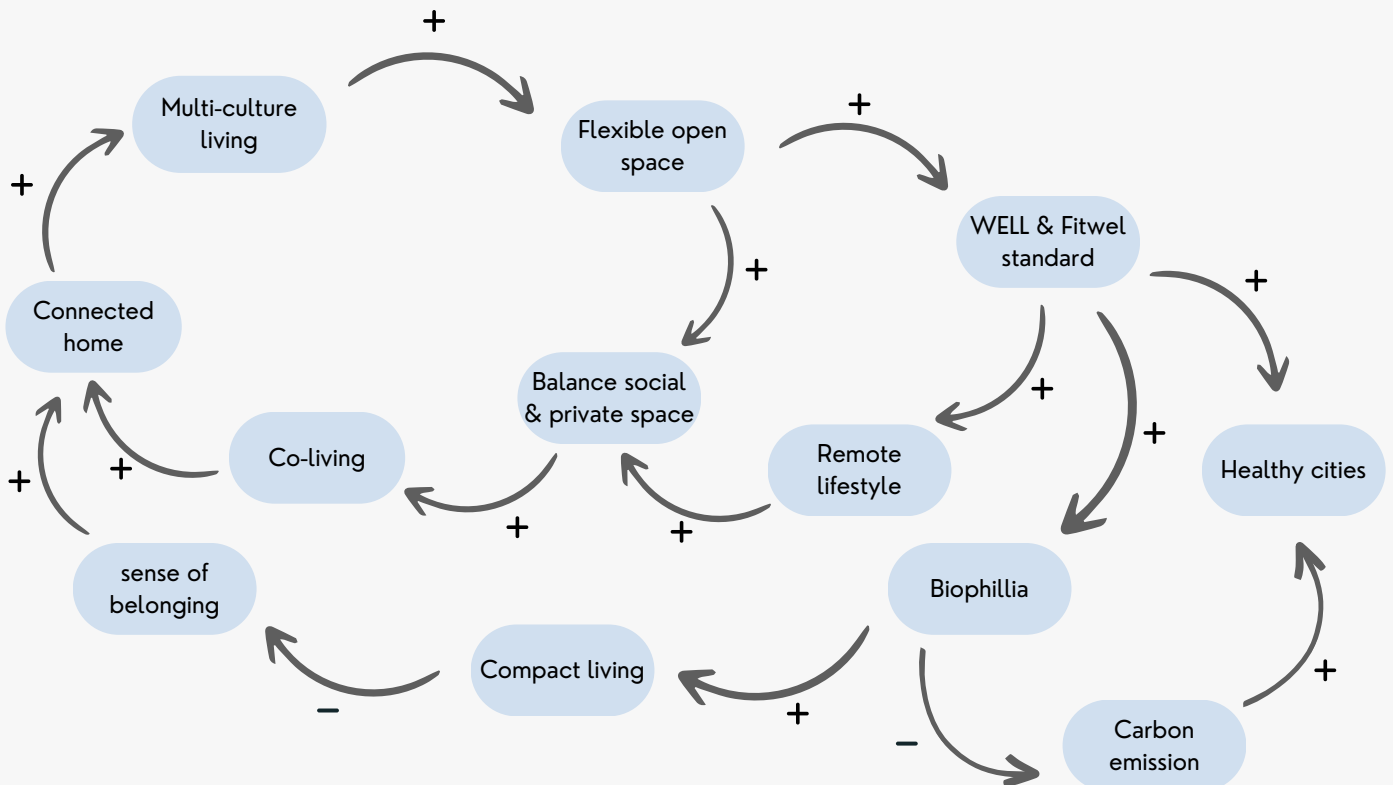 +
Multi-culture
living
+
Flexible open
space
+
+
WELL & Fitwel
standard
+
+
Connected
home
Balance social
& private space
+
+
Co-living
Remote
lifestyle
Healthy cities
+
+
+
+
sense of
belonging
Biophillia
Compact living
+
−
+
−
Carbon
emission